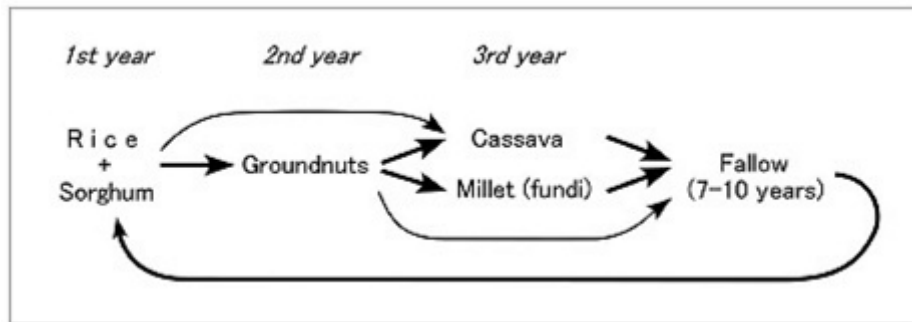 1st year 2nd year 3rd year
Rice
+
Sorghum
Groundnuts
Cassava
Millet (fundi)
Fallow
(7-10 years)